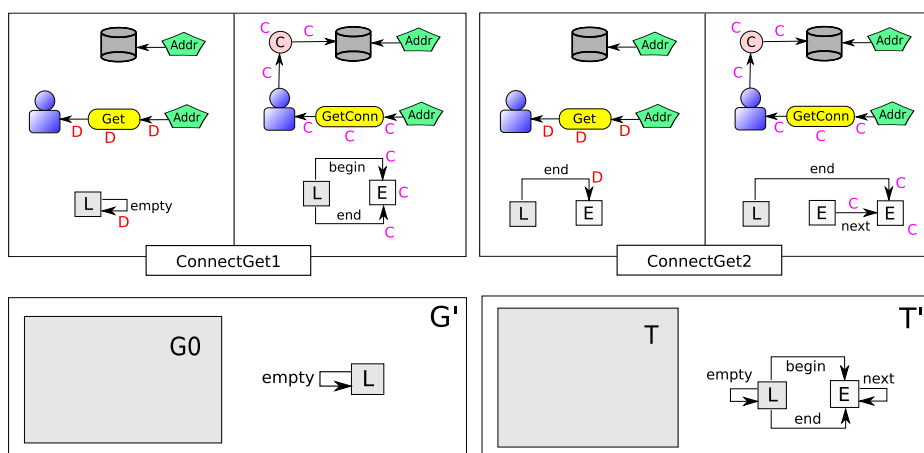 Addr
C C C Addr
C
Get Addr
D D D
GetConn Addr
C C C
L empty
D
begin C
L E C
end C
ConnectGet1
Addr
C C C Addr
C
Get Addr
D D D
GetConn Addr
C C C
end D
L E
end C
L E C E
next C
ConnectGet2
G'
G0
empty L
T'
T
begin
empty L E next
end